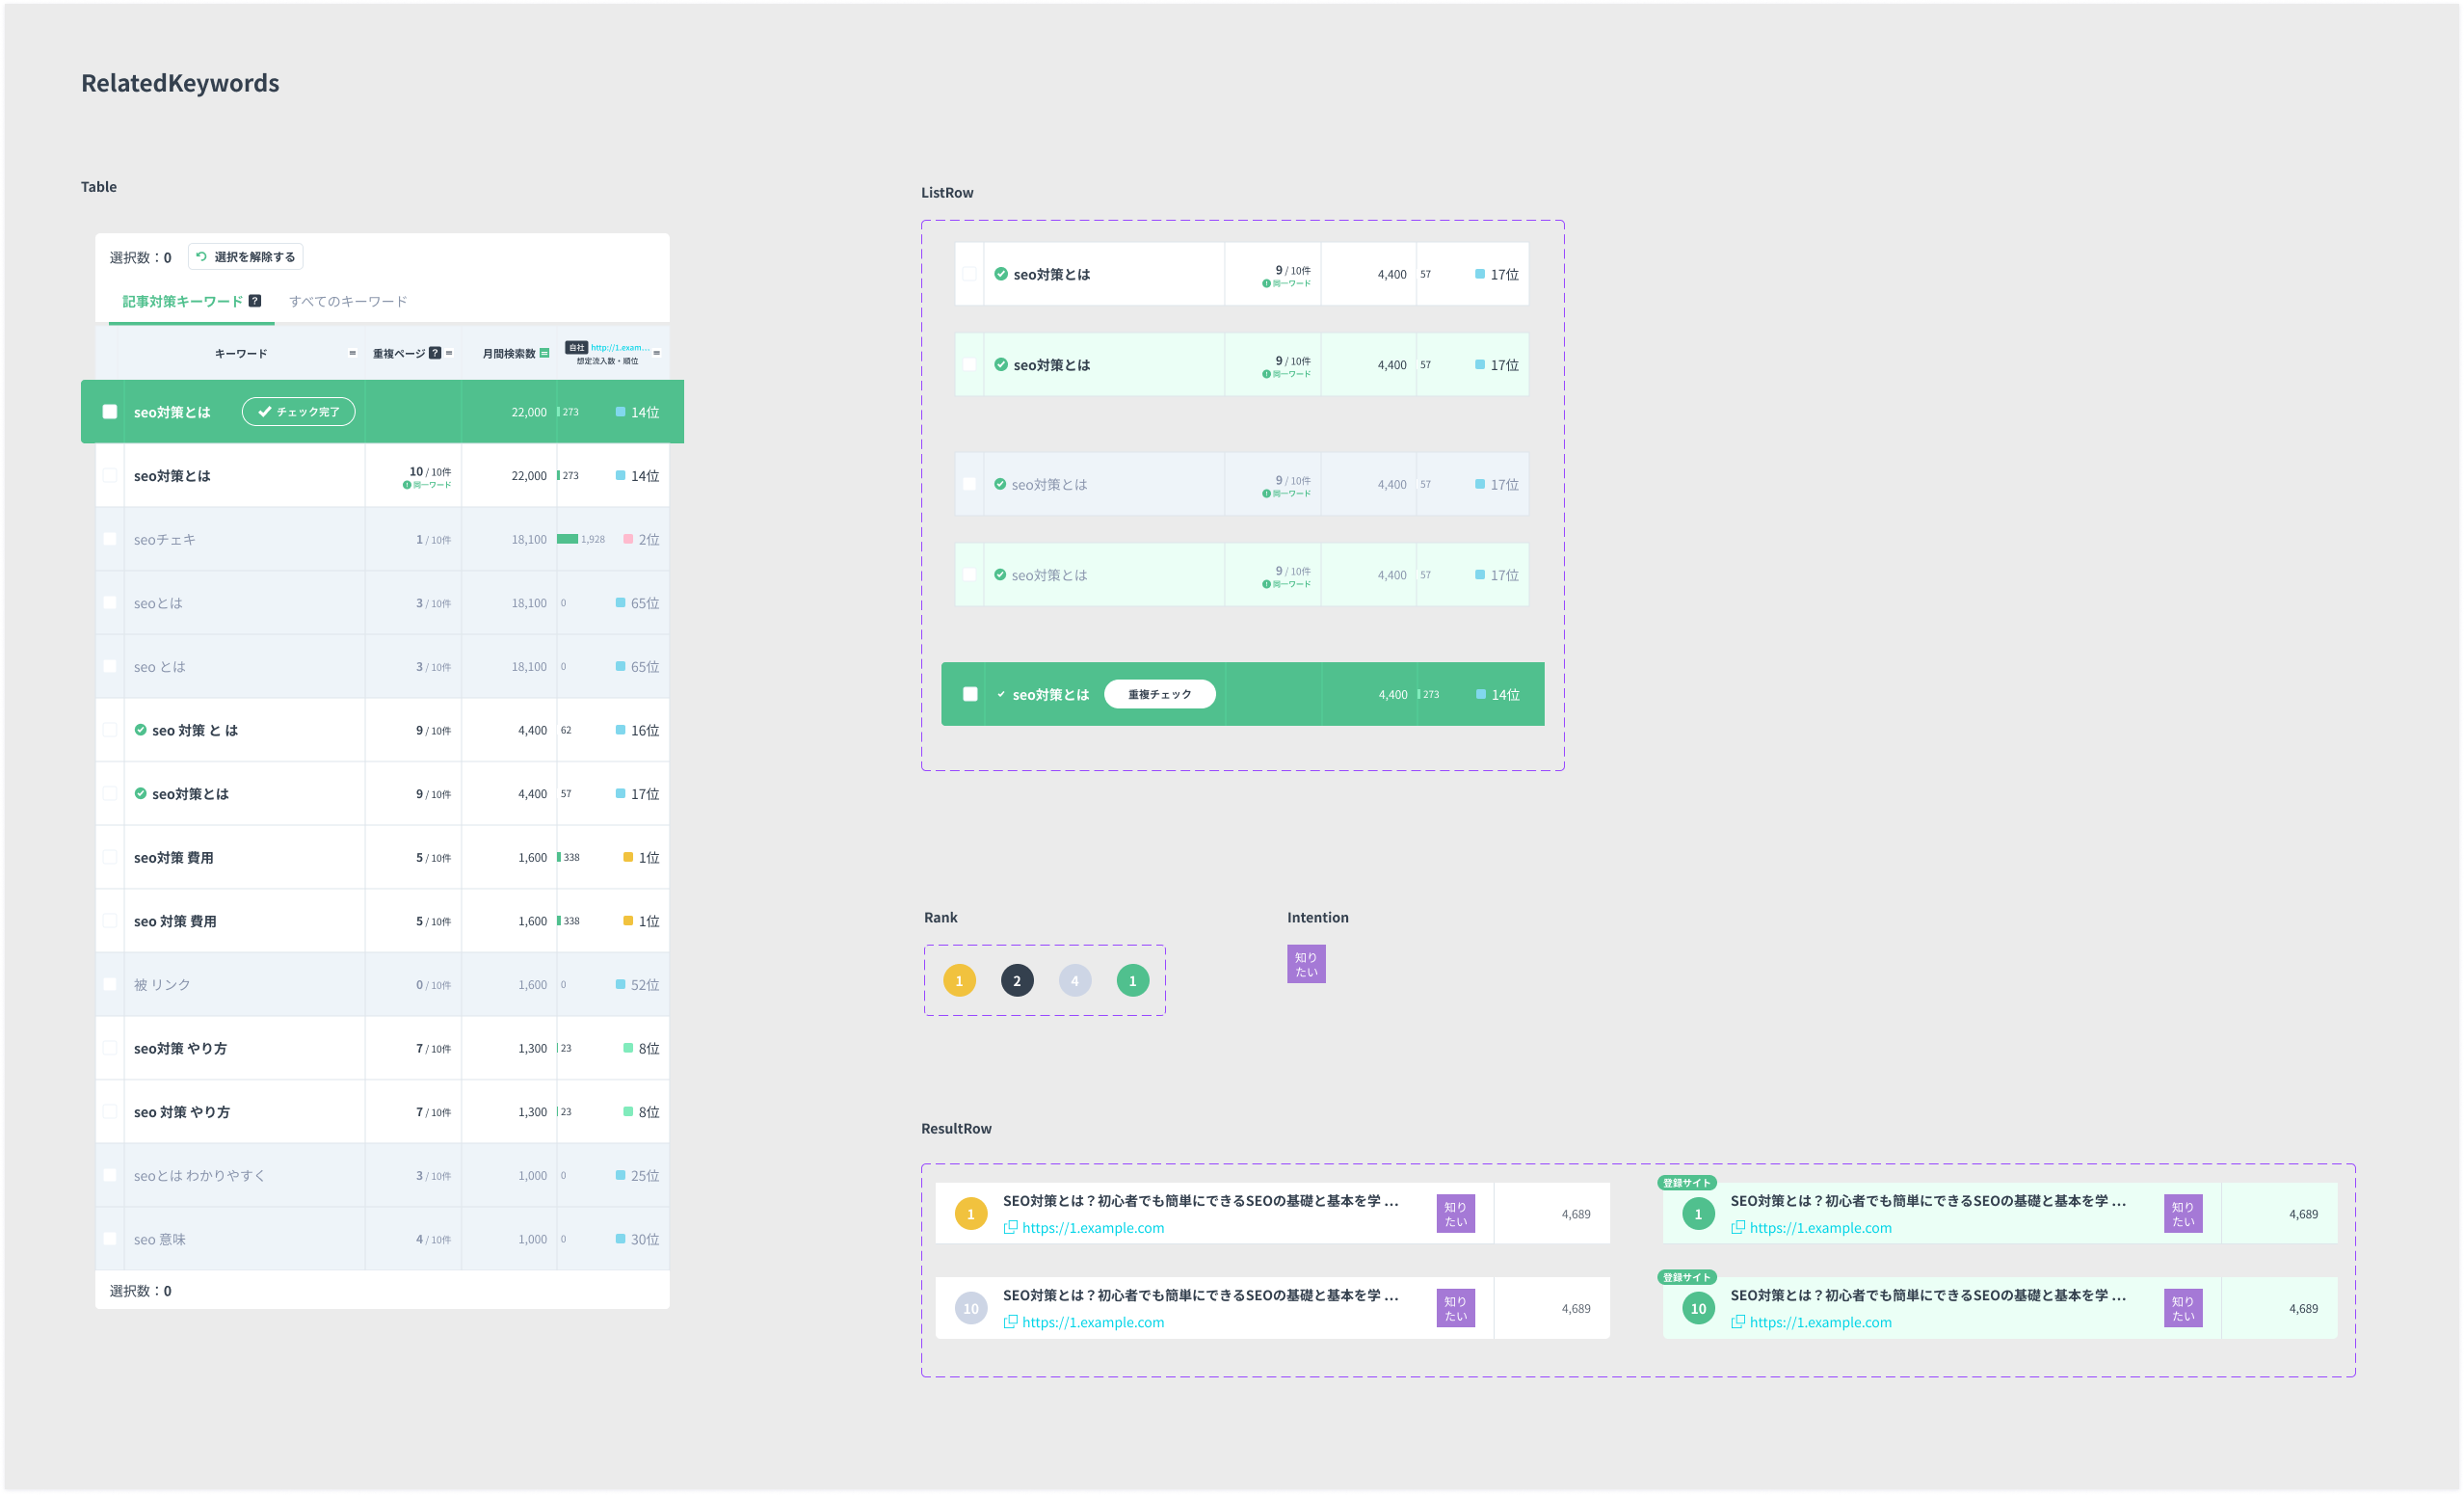 RelatedKeywords
Table
選択数：0 選択を解除する
記事対策キーワード ? すべてのキーワード
キーワード 重複ページ ? 月間検索数 自社 http://1.exam...
想定流入数・順位
seo対策とは チェック完了 22,000 273 14位
seo対策とは 10 / 10件 22,000 273 14位
同一ワード
seoチェキ 1 / 10件 18,100 1,928 2位
seoとは 3 / 10件 18,100 0 65位
seo とは 3 / 10件 18,100 0 65位
seo 対策 と は 9 / 10件 4,400 62 16位
seo対策とは 9 / 10件 4,400 57 17位
seo対策 費用 5 / 10件 1,600 338 1位
seo 対策 費用 5 / 10件 1,600 338 1位
被 リンク 0 / 10件 1,600 0 52位
seo対策 やり方 7 / 10件 1,300 23 8位
seo 対策 やり方 7 / 10件 1,300 23 8位
seoとは わかりやすく 3 / 10件 1,000 0 25位
seo 意味 4 / 10件 1,000 0 30位
選択数：0
ListRow
seo対策とは 9 / 10件 4,400 57 17位
同一ワード
seo対策とは 9 / 10件 4,400 57 17位
同一ワード
seo対策とは 9 / 10件 4,400 57 17位
同一ワード
seo対策とは 9 / 10件 4,400 57 17位
同一ワード
seo対策とは 重複チェック 4,400 273 14位
Rank
1 2 4 1
Intention
知り
たい
ResultRow
1 SEO対策とは？初心者でも簡単にできるSEOの基礎と基本を学 ... 知り
たい 4,689
https://1.example.com
登録サイト
1 SEO対策とは？初心者でも簡単にできるSEOの基礎と基本を学 ... 知り
たい 4,689
https://1.example.com
10 SEO対策とは？初心者でも簡単にできるSEOの基礎と基本を学 ... 知り
たい 4,689
https://1.example.com
登録サイト
10 SEO対策とは？初心者でも簡単にできるSEOの基礎と基本を学 ... 知り
たい 4,689
https://1.example.com